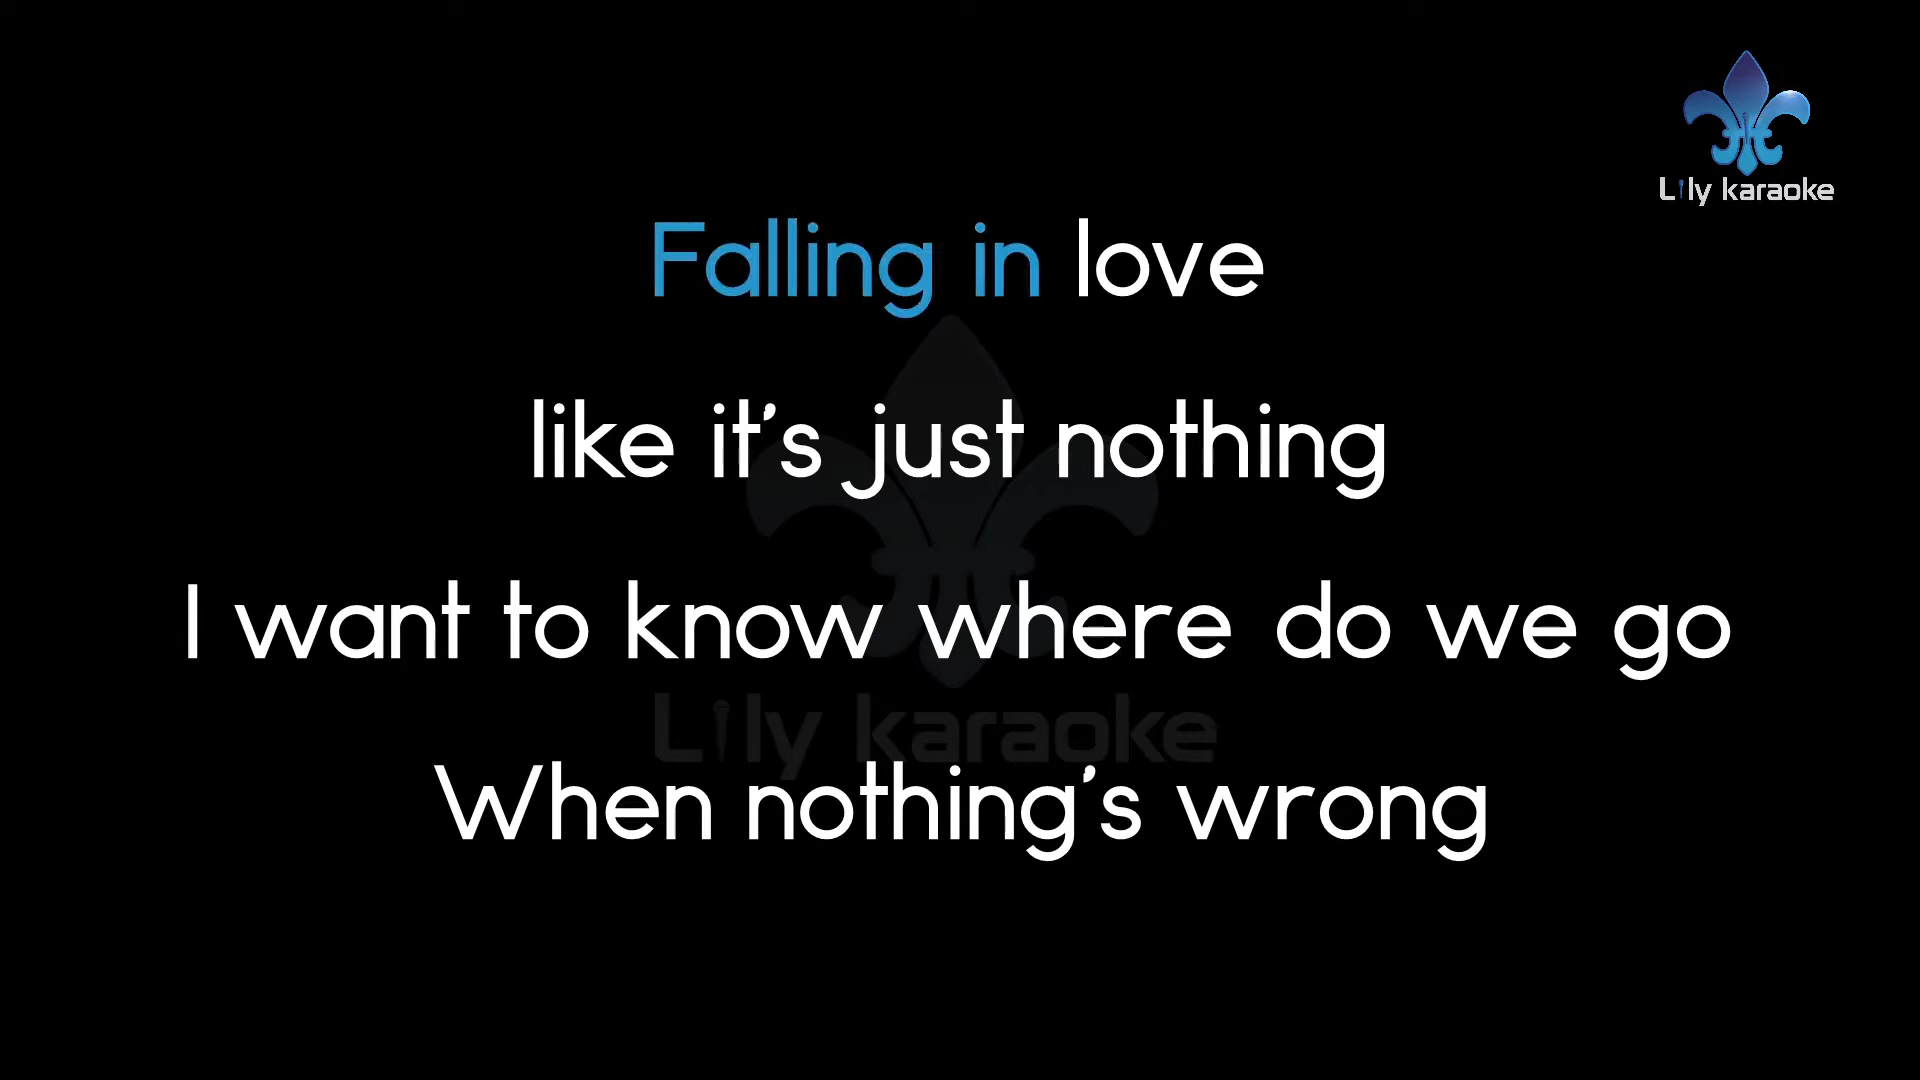 Lily karaoke
Falling in love
like it's just nothing
I want to know where do we go
Lily karaoke
When nothing's wrong